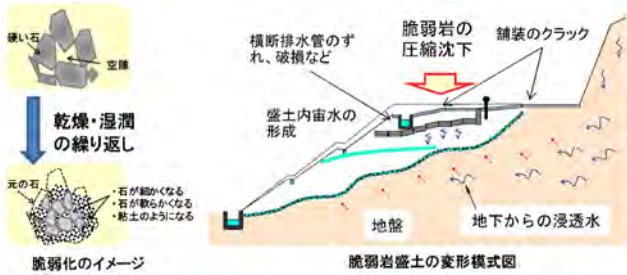 硬い石
空隙
乾燥・湿潤
の繰り返し
元の石
・石が細かくなる
・石が軟らかくなる
・粘土のようになる
脆弱化のイメージ
横断排水管のず
れ、破損など
脆弱岩の
圧縮沈下
舗装のクラック
盛土内宙水の
形成
地盤
地下からの浸透水
脆弱岩盛土の変形模式図